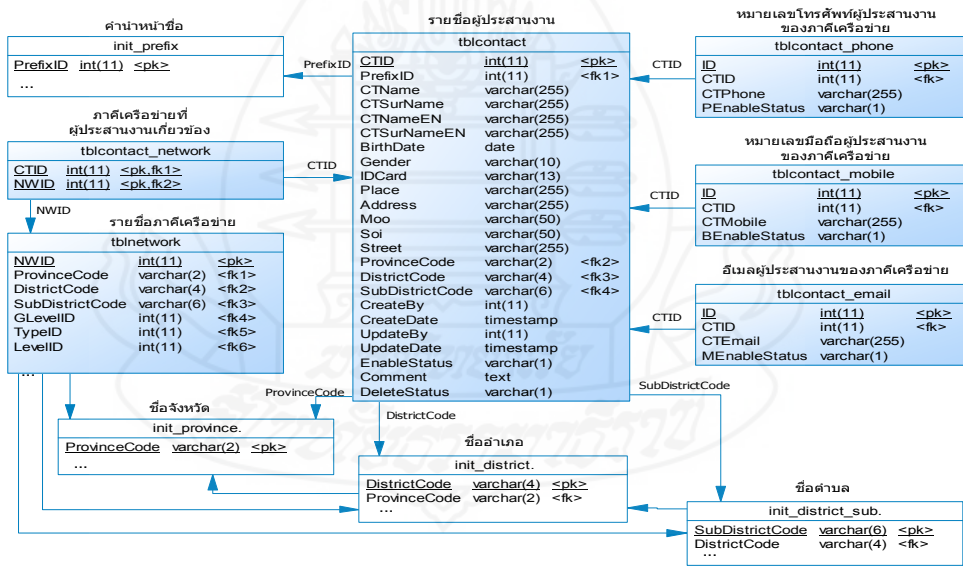 คำนำหน้าชื่อ
init_prefix
PrefixID int(11) <pk>
...
ภาคีเครือข่ายที่
ผู้ประสานงานเกี่ยวข้อง
tblcontact_network
CTID int(11) <pk,fk1>
NWID int(11) <pk,fk2>
NWID
รายชื่อภาคีเครือข่าย
tblnetwork
NWID int(11) <pk>
ProvinceCode varchar(2) <fk1>
DistrictCode varchar(4) <fk2>
SubDistrictCode varchar(6) <fk3>
GLevelID int(11) <fk4>
TypeID int(11) <fk5>
LevelID int(11) <fk6>
...
PrefixID
CTID
รายชื่อผู้ประสานงาน
tblcontact
CTID int(11) <pk>
PrefixID int(11) <fk1>
CTName varchar(255)
CTSurName varchar(255)
CTNameEN varchar(255)
CTSurNameEN varchar(255)
BirthDate date
Gender varchar(10)
IDCard varchar(13)
Place varchar(255)
Address varchar(255)
Moo varchar(50)
Soi varchar(50)
Street varchar(255)
ProvinceCode varchar(2) <fk2>
DistrictCode varchar(4) <fk3>
SubDistrictCode varchar(6) <fk4>
CreateBy int(11)
CreateDate timestamp
UpdateBy int(11)
UpdateDate timestamp
EnableStatus varchar(1)
Comment text
DeleteStatus varchar(1)
หมายเลขโทรศัพท์ผู้ประสานงาน
ของภาคีเครือข่าย
tblcontact_phone
ID int(11) <pk>
CTID int(11) <fk>
CTPhone varchar(255)
PEnableStatus varchar(1)
CTID
หมายเลขมือถือผู้ประสานงาน
ของภาคีเครือข่าย
tblcontact_mobile
ID int(11) <pk>
CTID int(11) <fk>
CTMobile varchar(255)
BEnableStatus varchar(1)
CTID
อีเมลผู้ประสานงานของภาคีเครือข่าย
tblcontact_email
ID int(11) <pk>
CTID int(11) <fk>
CTEmail varchar(255)
MEnableStatus varchar(1)
CTID
ProvinceCode
DistrictCode
SubDistrictCode
ชื่อจังหวัด
init_province.
ProvinceCode varchar(2) <pk>
...
ชื่ออำเภอ
init_district.
DistrictCode varchar(4) <pk>
ProvinceCode varchar(2) <fk>
...
ชื่อตำบล
init_district_sub.
SubDistrictCode varchar(6) <pk>
DistrictCode varchar(4) <fk>
...